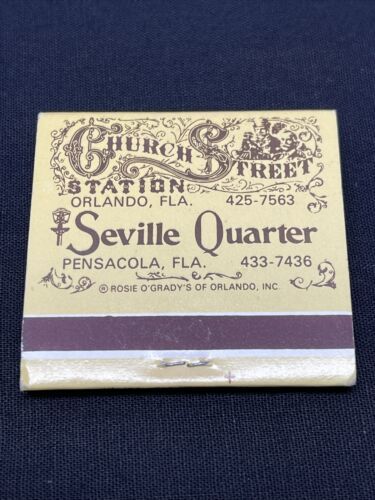 Church Street
STATION
ORLANDO, FLA. 425-7563
Seville Quarter
PENSACOLA, FLA. 433-7436
® ROSIE O'GRADY'S OF ORLANDO, INC.